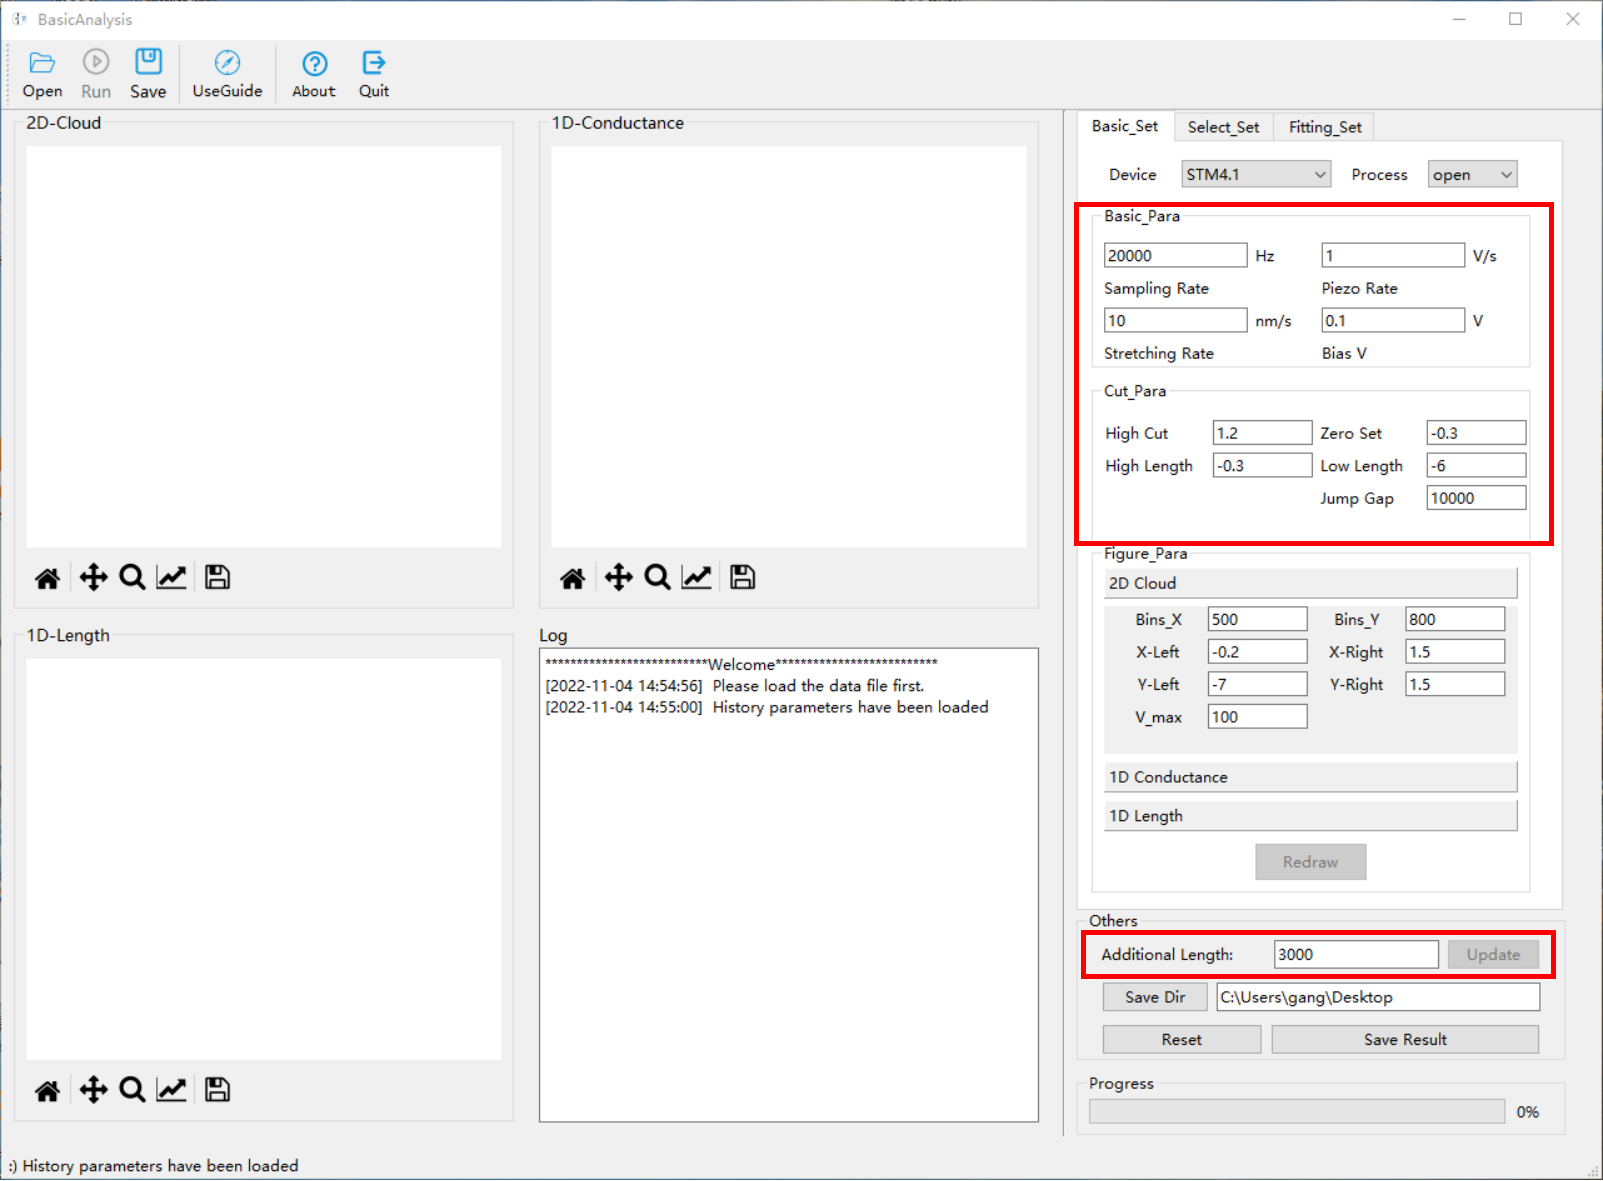 BasicAnalysis
Open Run Save UseGuide About Quit
2D-Cloud
1D-Conductance
1D-Length
Log
**************************Welcome**************************
[2022-11-04 14:54:56] Please load the data file first.
[2022-11-04 14:55:00] History parameters have been loaded
Basic_Set Select_Set Fitting_Set
Device STM4.1 Process open
Basic_Para
20000 Hz 1 V/s
Sampling Rate Piezo Rate
10 nm/s 0.1 V
Stretching Rate Bias V
Cut_Para
High Cut 1.2 Zero Set -0.3
High Length -0.3 Low Length -6
Jump Gap 10000
Figure_Para
2D Cloud
Bins_X 500 Bins_Y 800
X-Left -0.2 X-Right 1.5
Y-Left -7 Y-Right 1.5
V_max 100
1D Conductance
1D Length
Redraw
Others
Additional Length: 3000 Update
Save Dir C:\Users\gang\Desktop
Reset Save Result
Progress
0%
:) History parameters have been loaded